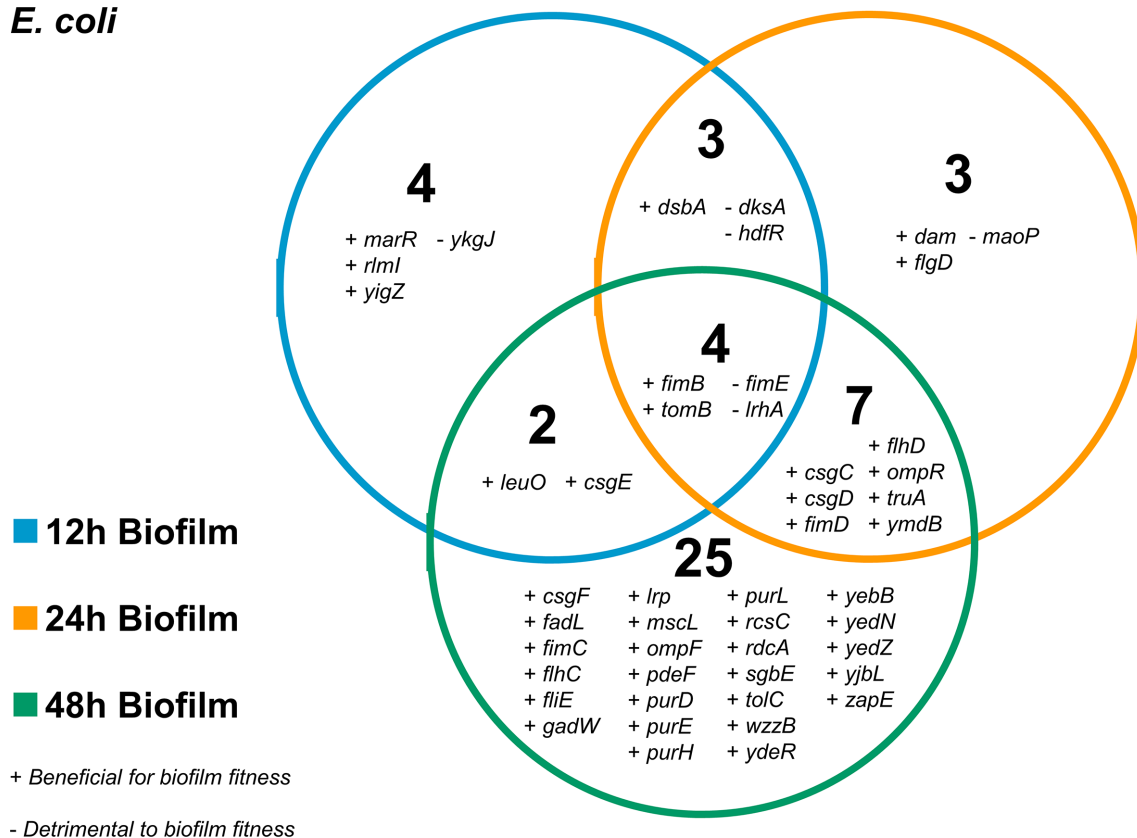 E. coli
4
+ marR - ykgJ
+ rlmI
+ yigZ
3
+ dsbA - dksA
- hdfR
3
+ dam - maoP
+ flgD
4
+ fimB - fimE
+ tomB - lrhA
2
+ leuO + csgE
7
+ flhD
+ csgC + ompR
+ csgD + truA
+ fimD + ymdB
25
+ csgF + lrp + purL + yebB
+ fadL + mscL + rcsC + yedN
+ fimC + ompF + rdcA + yedZ
+ flhC + pdeF + sgbE + yjbL
+ fliE + purD + tolC + zapE
+ gadW + purE + wzzB
+ purH + ydeR
12h Biofilm
24h Biofilm
48h Biofilm
+ Beneficial for biofilm fitness
- Detrimental to biofilm fitness